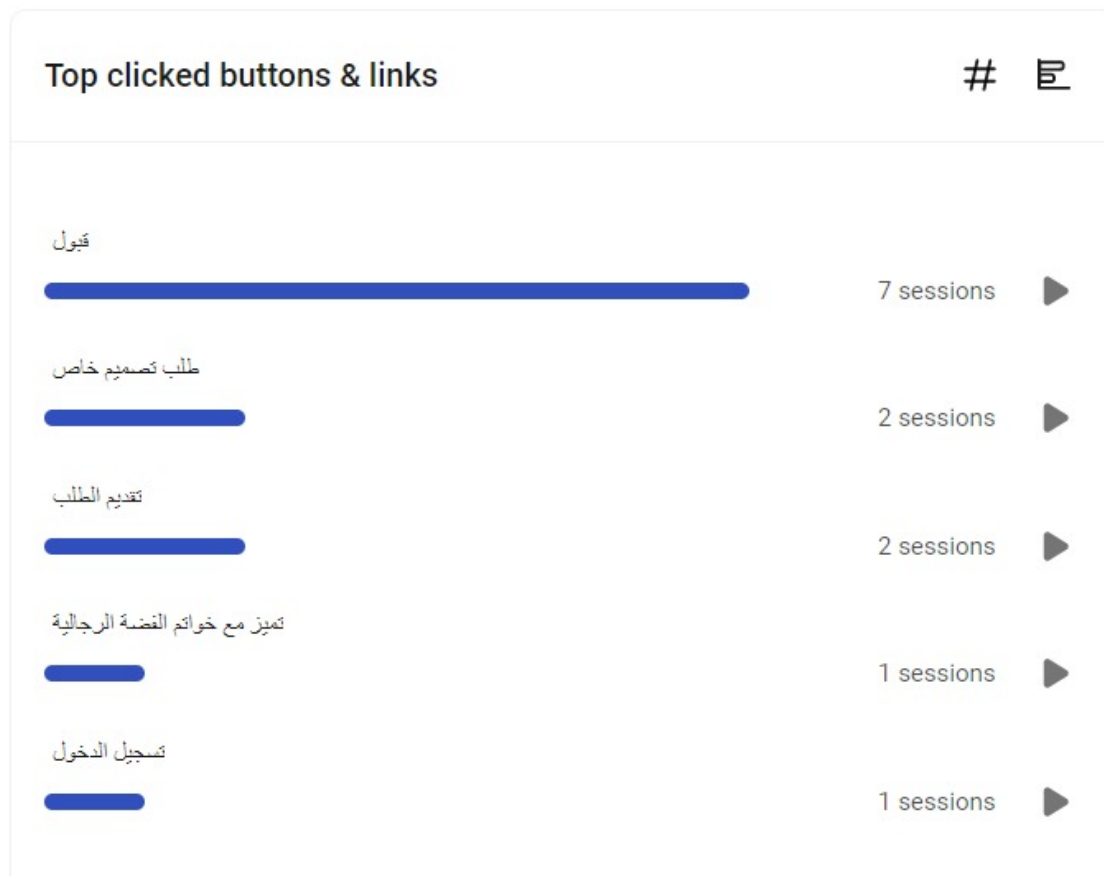 Top clicked buttons & links
قبول
7 sessions
طلب تصميم خاص
2 sessions
تقديم الطلب
2 sessions
تميز مع خواتم الفضة الرجالية
1 sessions
تسجيل الدخول
1 sessions